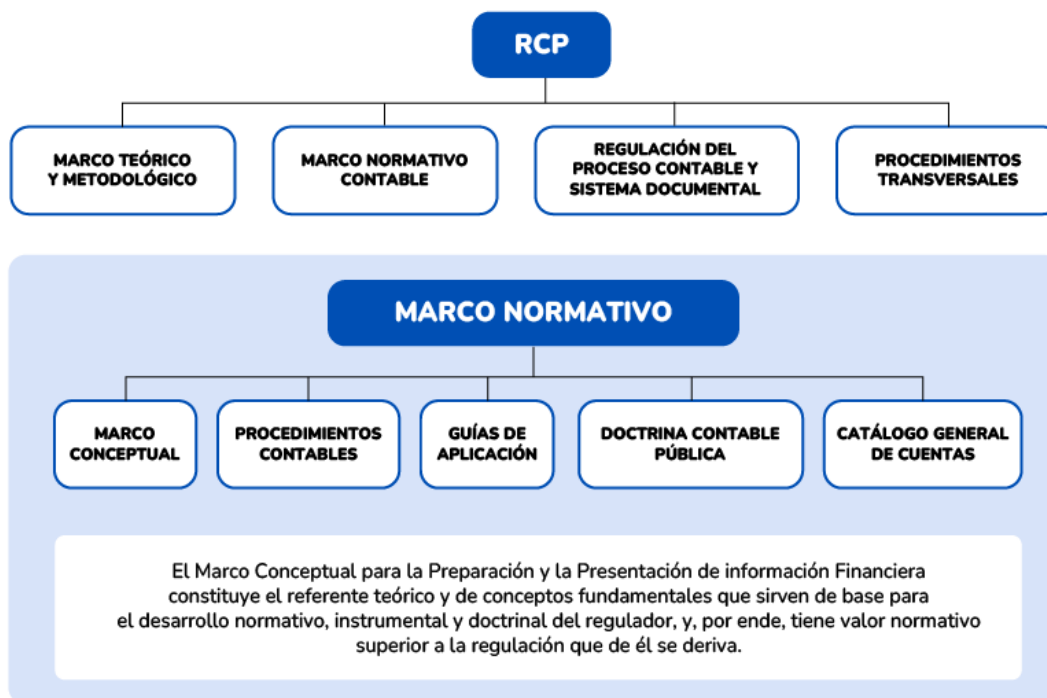 RCP
MARCO TEÓRICO
Y METODOLÓGICO
MARCO NORMATIVO
CONTABLE
REGULACIÓN DEL
PROCESO CONTABLE Y
SISTEMA DOCUMENTAL
PROCEDIMIENTOS
TRANSVERSALES
MARCO NORMATIVO
MARCO
CONCEPTUAL
PROCEDIMIENTOS
CONTABLES
GUÍAS DE
APLICACIÓN
DOCTRINA CONTABLE
PÚBLICA
CATÁLOGO GENERAL
DE CUENTAS
El Marco Conceptual para la Preparación y la Presentación de información Financiera
constituye el referente teórico y de conceptos fundamentales que sirven de base para
el desarrollo normativo, instrumental y doctrinal del regulador, y, por ende, tiene valor normativo
superior a la regulación que de él se deriva.